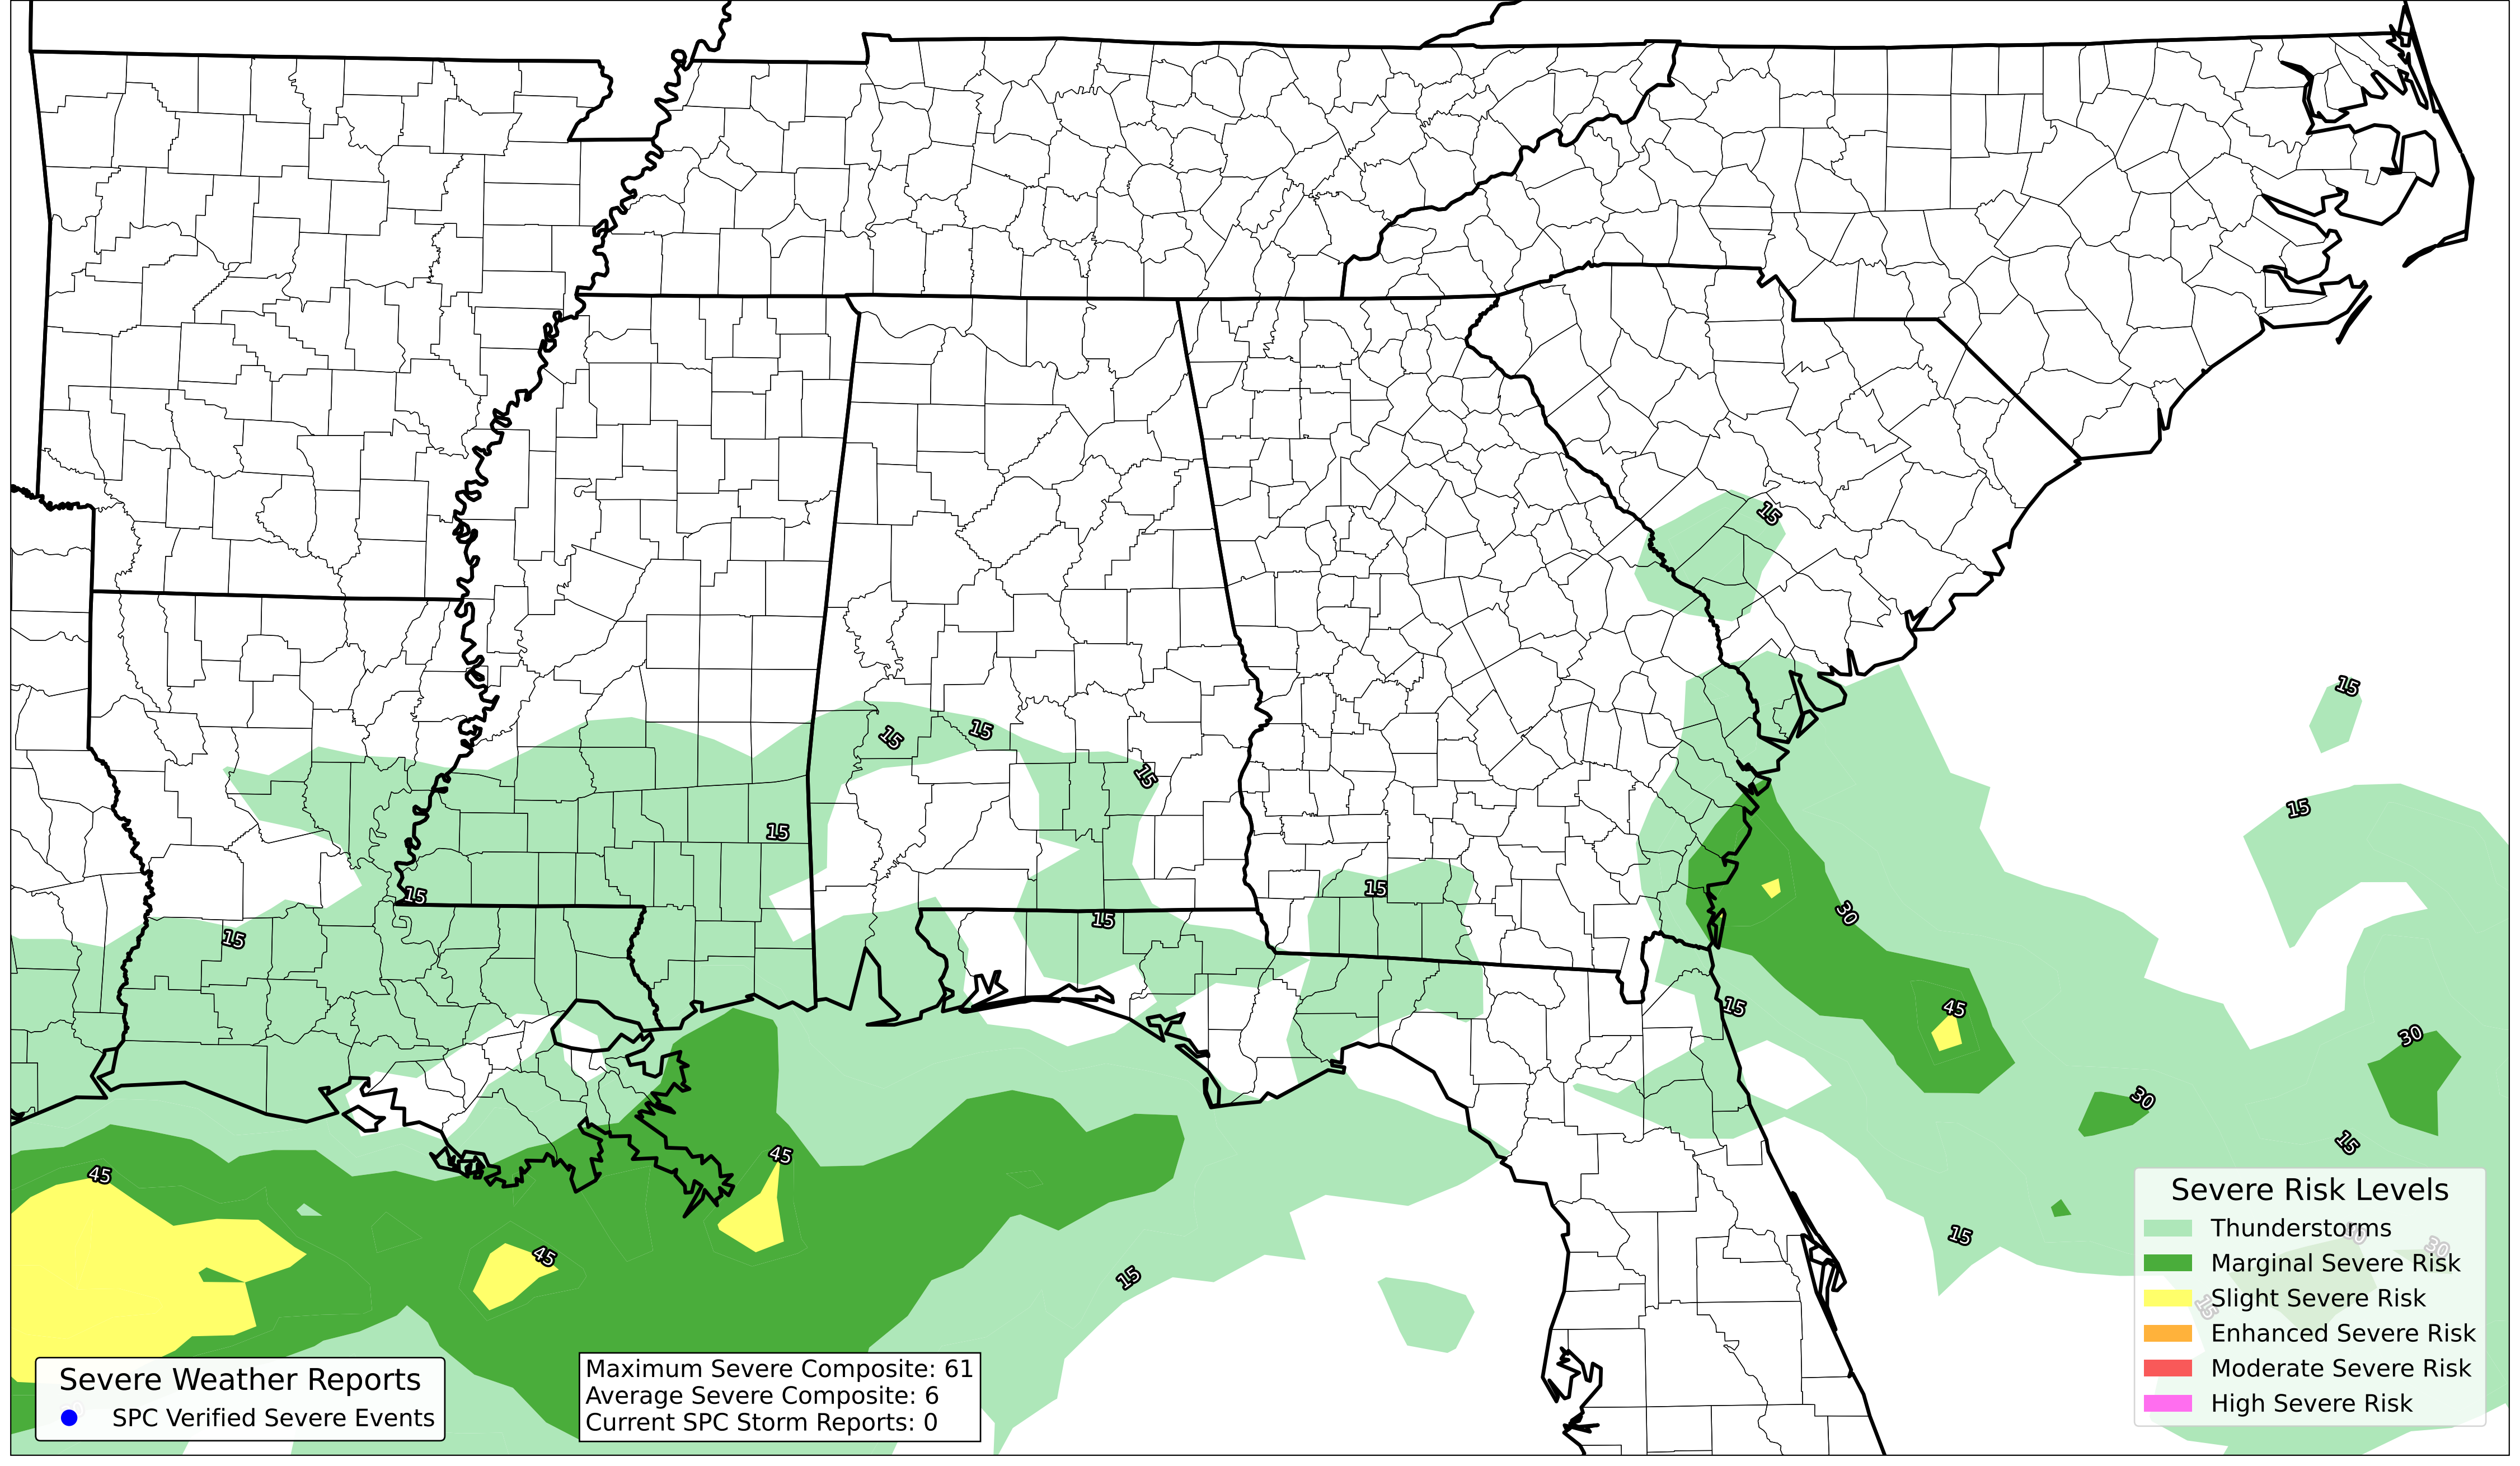 15
15
15
15
15
15
15
15
15
15
15
30
45
15
30
30
15
45
45
45
15
15
Severe Risk Levels
Thunderstorms
Marginal Severe Risk
Slight Severe Risk
Enhanced Severe Risk
Moderate Severe Risk
High Severe Risk
30
15
Severe Weather Reports
SPC Verified Severe Events
Maximum Severe Composite: 61
Average Severe Composite: 6
Current SPC Storm Reports: 0